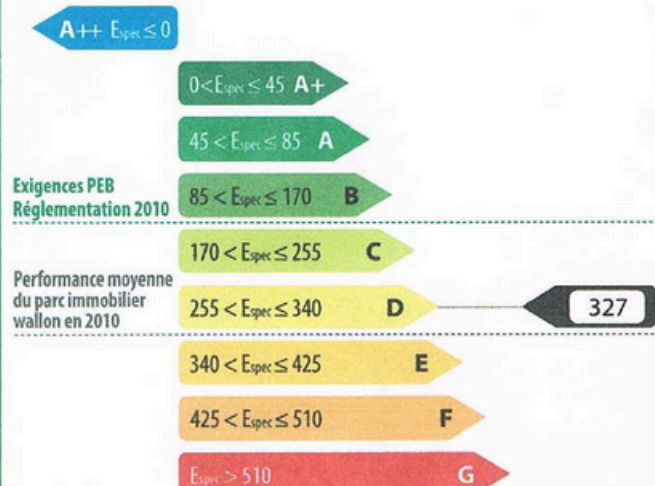 A++ Espec ≤ 0
0 < Espec ≤ 45 A+
45 < Espec ≤ 85 A
Exigences PEB
Réglementation 2010
85 < Espec ≤ 170 B
170 < Espec ≤ 255 C
Performance moyenne
du parc immobilier
wallon en 2010
255 < Espec ≤ 340 D
327
340 < Espec ≤ 425 E
425 < Espec ≤ 510 F
Espec > 510 G